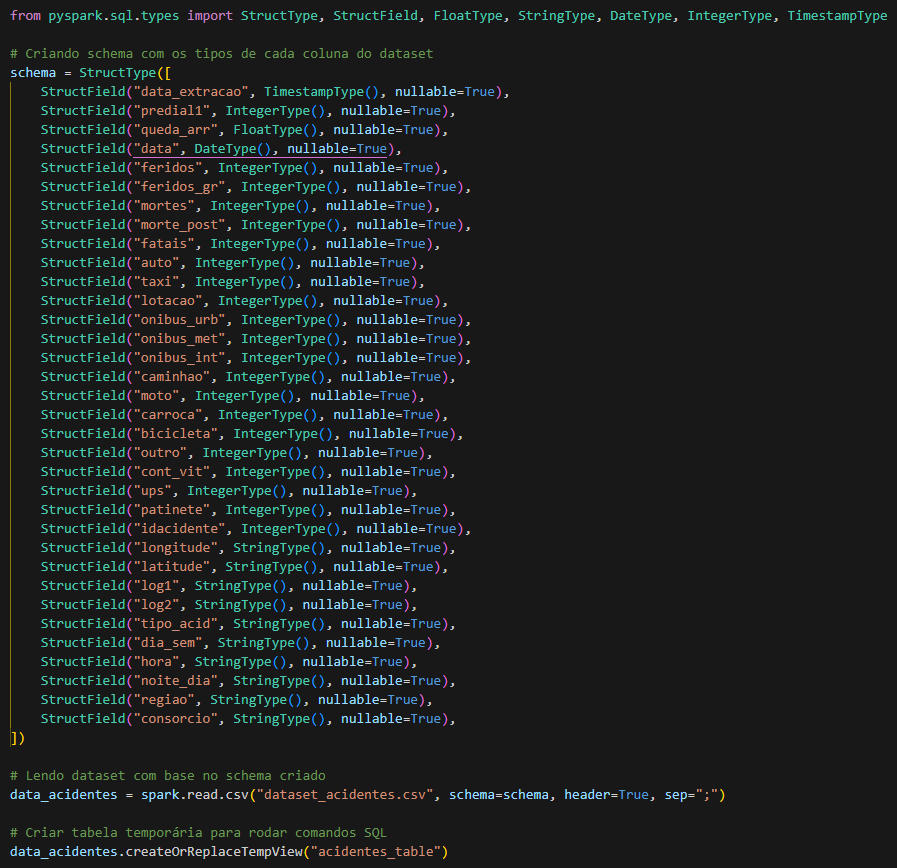 from pyspark.sql.types import StructType, StructField, FloatType, StringType, DateType, IntegerType, TimestampType
# Criando schema com os tipos de cada coluna do dataset
schema = StructType([
    StructField("data_extracao", TimestampType(), nullable=True),
    StructField("predial1", IntegerType(), nullable=True),
    StructField("queda_arr", FloatType(), nullable=True),
    StructField("data", DateType(), nullable=True),
    StructField("feridos", IntegerType(), nullable=True),
    StructField("feridos_gr", IntegerType(), nullable=True),
    StructField("mortes", IntegerType(), nullable=True),
    StructField("morte_post", IntegerType(), nullable=True),
    StructField("fatais", IntegerType(), nullable=True),
    StructField("auto", IntegerType(), nullable=True),
    StructField("taxi", IntegerType(), nullable=True),
    StructField("lotacao", IntegerType(), nullable=True),
    StructField("onibus_urb", IntegerType(), nullable=True),
    StructField("onibus_met", IntegerType(), nullable=True),
    StructField("onibus_int", IntegerType(), nullable=True),
    StructField("caminhao", IntegerType(), nullable=True),
    StructField("moto", IntegerType(), nullable=True),
    StructField("carroca", IntegerType(), nullable=True),
    StructField("bicicleta", IntegerType(), nullable=True),
    StructField("outro", IntegerType(), nullable=True),
    StructField("cont_vit", IntegerType(), nullable=True),
    StructField("ups", IntegerType(), nullable=True),
    StructField("patinete", IntegerType(), nullable=True),
    StructField("idacidente", IntegerType(), nullable=True),
    StructField("longitude", StringType(), nullable=True),
    StructField("latitude", StringType(), nullable=True),
    StructField("log1", StringType(), nullable=True),
    StructField("log2", StringType(), nullable=True),
    StructField("tipo_acid", StringType(), nullable=True),
    StructField("dia_sem", StringType(), nullable=True),
    StructField("hora", StringType(), nullable=True),
    StructField("noite_dia", StringType(), nullable=True),
    StructField("regiao", StringType(), nullable=True),
    StructField("consorcio", StringType(), nullable=True),
])
# Lendo dataset com base no schema criado
data_acidentes = spark.read.csv("dataset_acidentes.csv", schema=schema, header=True, sep=";")
# Criar tabela temporária para rodar comandos SQL
data_acidentes.createOrReplaceTempView("acidentes_table")